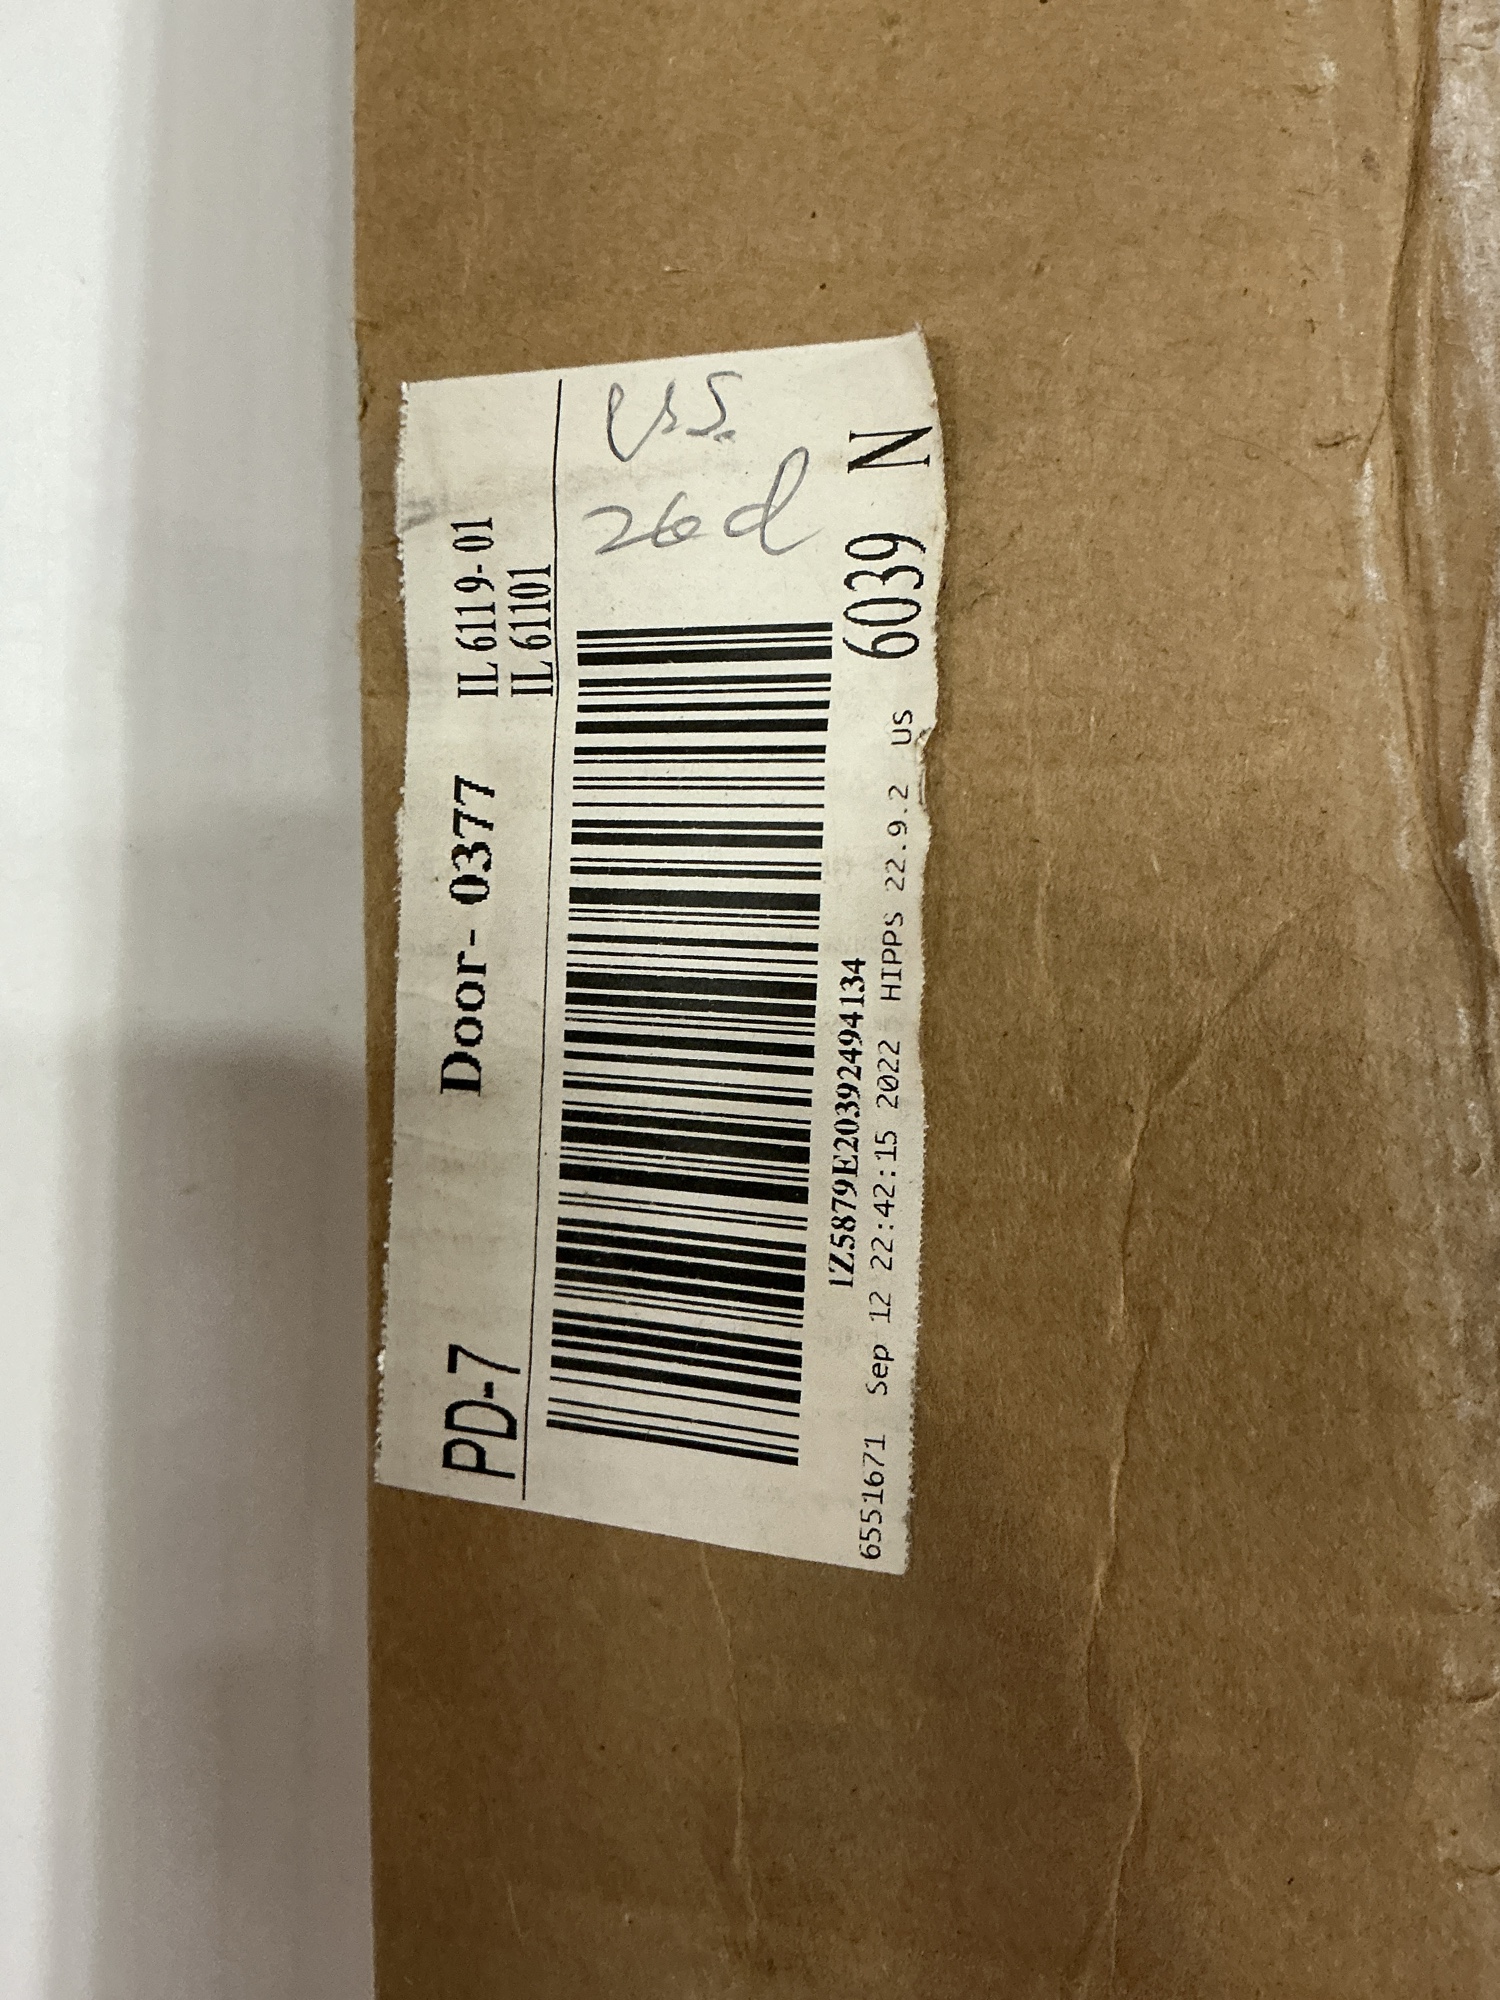 PD-7 Door- 0377 IL 6119-01
IL 61101
26d
1Z5879E20392494134
6551671 Sep 12 22:42:15 2022 HIPPS 22.9.2 US 6039 N